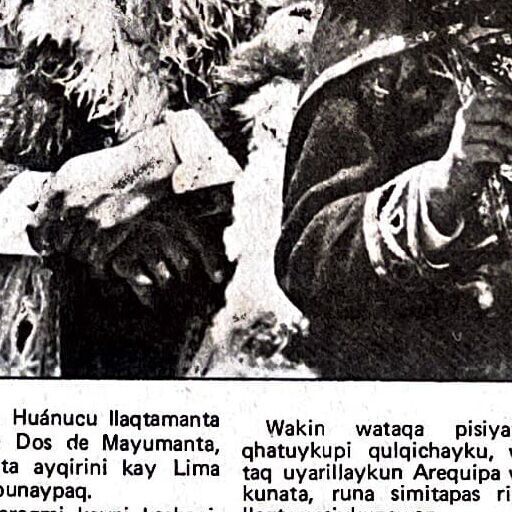 Huánucu llaqtamanta
Dos de Mayumanta,
ta ayqirini kay Lima
punaypaq.
Wakin wataqa pisiya
qhatuykupi qulqichayku,
taq uyarillaykun Arequipa
kunata, runa simitapas ri